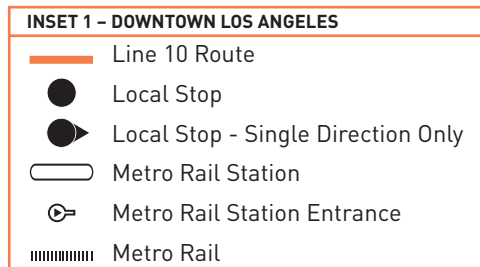 INSET 1 – DOWNTOWN LOS ANGELES
Line 10 Route
Local Stop
Local Stop - Single Direction Only
Metro Rail Station
Metro Rail Station Entrance
Metro Rail